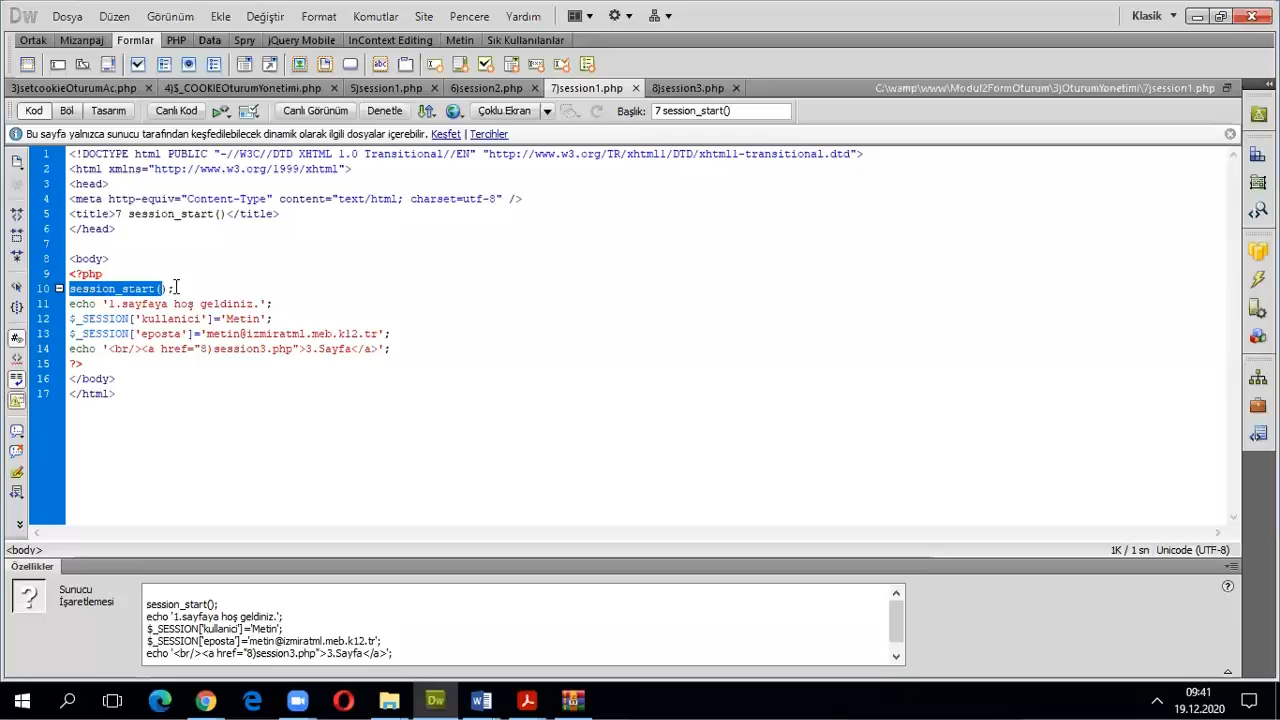 Dw Dosya Düzen Görünüm Ekle Değiştir Format Komutlar Site Pencere Yardım Klasik
Ortak Mizanpaj Formlar PHP Data Spry jQuery Mobile InContext Editing Metin Sık Kullanılanlar
3)setcookieOturumAc.php 4)$_COOKIEOturumYonetimi.php 5)session1.php 6)session2.php 7)session1.php 8)session3.php C:\wamp\www\Modul2FormOturum\3)OturumYonetimi\7)session1.php
Kod Böl Tasarım Canlı Kod Canlı Görünüm Denetle Çoklu Ekran Başlık: 7 session_start()
Bu sayfa yalnızca sunucu tarafından keşfedilebilecek dinamik olarak ilgili dosyalar içerebilir. Keşfet | Tercihler
1 <!DOCTYPE html PUBLIC "-//W3C//DTD XHTML 1.0 Transitional//EN" "http://www.w3.org/TR/xhtml1/DTD/xhtml1-transitional.dtd">
2 <html xmlns="http://www.w3.org/1999/xhtml">
3 <head>
4 <meta http-equiv="Content-Type" content="text/html; charset=utf-8" />
5 <title>7 session_start()</title>
6 </head>
7
8 <body>
9 <?php
10 session_start();
11 echo '1.sayfaya hoş geldiniz.';
12 $_SESSION['kullanici']='Metin';
13 $_SESSION['eposta']='metin@izmiratml.meb.k12.tr';
14 echo '<br/><a href="8)session3.php">3.Sayfa</a>';
15 ?>
16 </body>
17 </html>
<body> 1K / 1 sn Unicode (UTF-8)
Özellikler
Sunucu
İşaretlemesi
session_start();
echo '1.sayfaya hoş geldiniz.';
$_SESSION['kullanici']='Metin';
$_SESSION['eposta']='metin@izmiratml.meb.k12.tr';
echo '<br/><a href="8)session3.php">3.Sayfa</a>';
09:41
19.12.2020